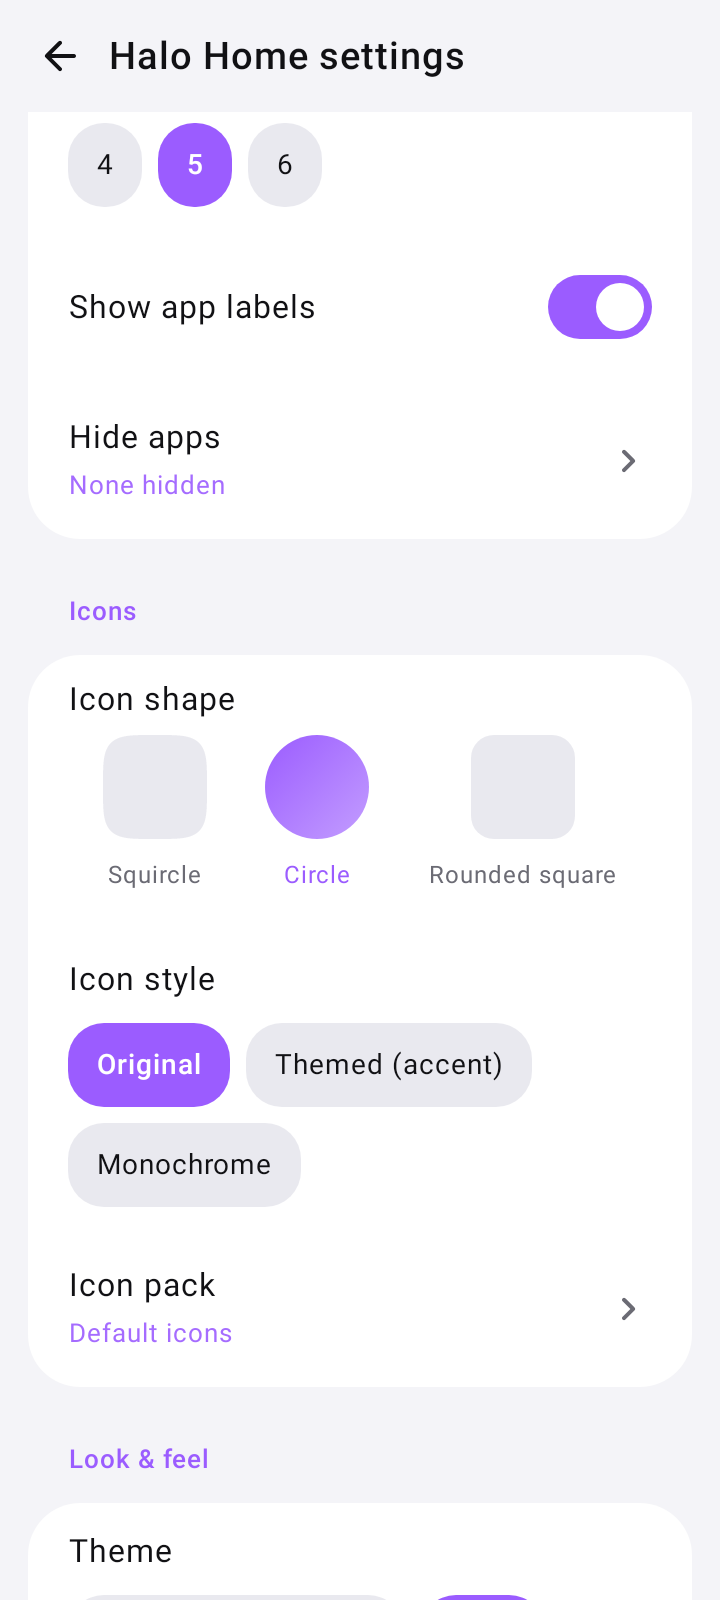 Halo Home settings
4 5 6
Show app labels
Hide apps
None hidden
Icons
Icon shape
Squircle Circle Rounded square
Icon style
Original Themed (accent)
Monochrome
Icon pack
Default icons
Look & feel
Theme